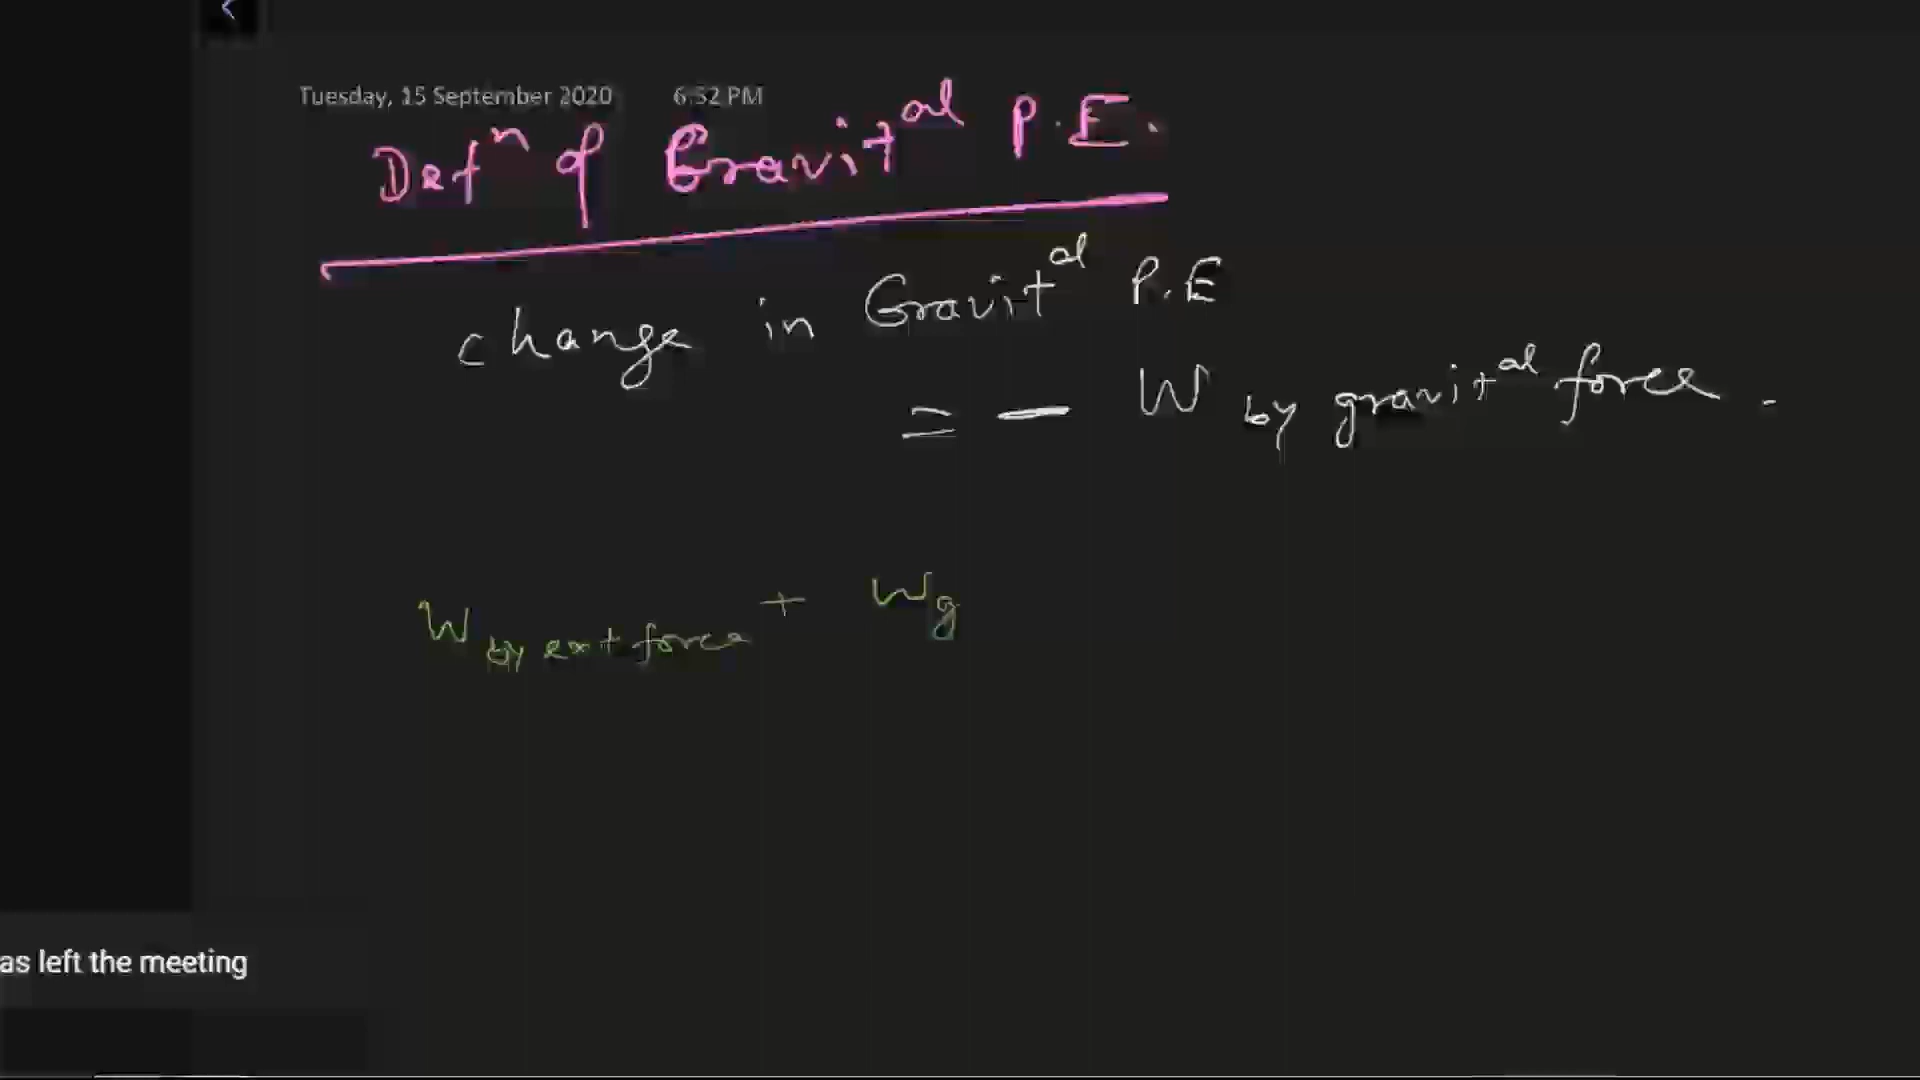 Tuesday, 15 September 2020 6:52 PM
Defⁿ of Gravitᵃˡ P.E.
change in Gravitᵃˡ P.E
= - W by gravitᵃˡ force.
W by ext force + Wg
as left the meeting